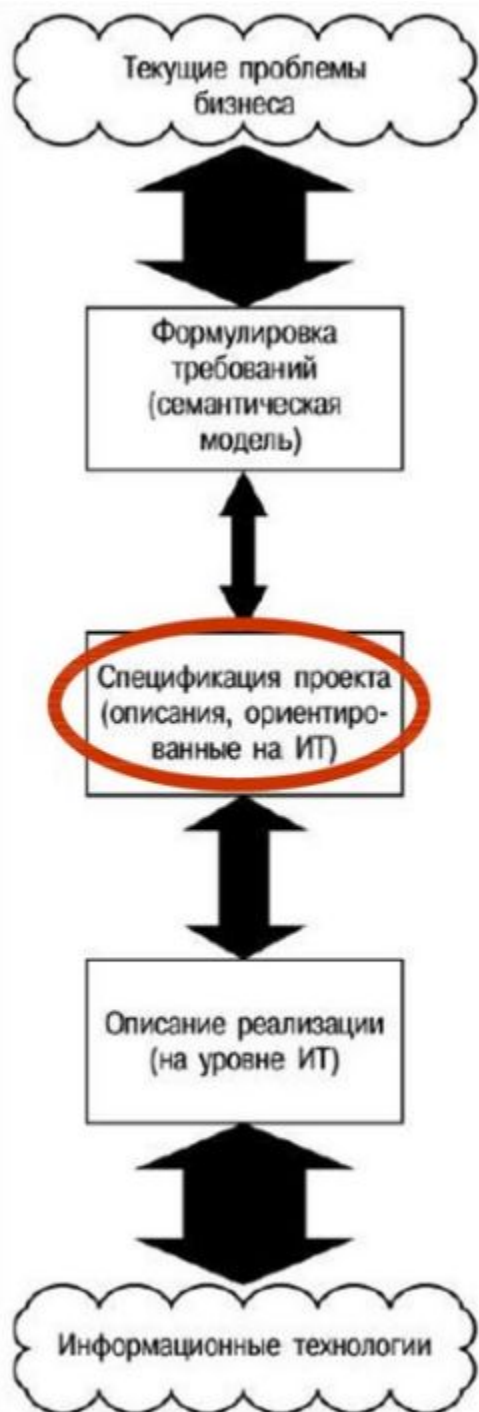 Текущие проблемы
бизнеса
Формулировка
требований
(семантическая
модель)
Спецификация проекта
(описания, ориентиро-
ванные на ИТ)
Описание реализации
(на уровне ИТ)
Информационные технологии